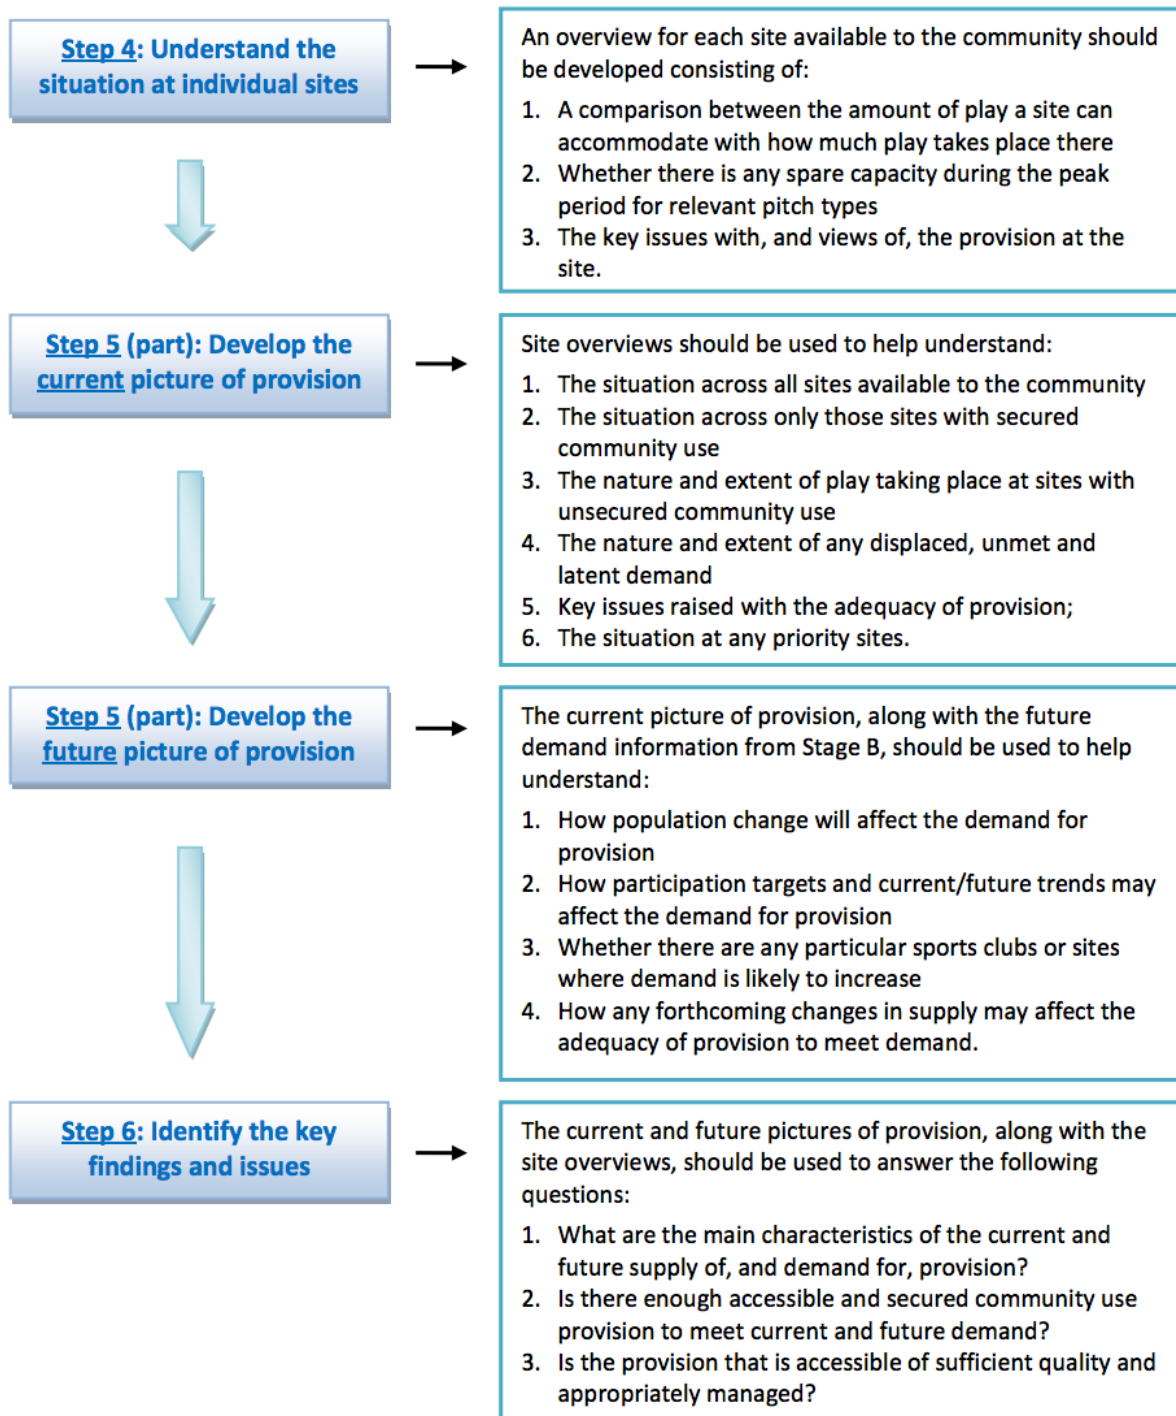 Step 4: Understand the
situation at individual sites
An overview for each site available to the community should
be developed consisting of:
1. A comparison between the amount of play a site can
accommodate with how much play takes place there
2. Whether there is any spare capacity during the peak
period for relevant pitch types
3. The key issues with, and views of, the provision at the
site.
Step 5 (part): Develop the
current picture of provision
Site overviews should be used to help understand:
1. The situation across all sites available to the community
2. The situation across only those sites with secured
community use
3. The nature and extent of play taking place at sites with
unsecured community use
4. The nature and extent of any displaced, unmet and
latent demand
5. Key issues raised with the adequacy of provision;
6. The situation at any priority sites.
Step 5 (part): Develop the
future picture of provision
The current picture of provision, along with the future
demand information from Stage B, should be used to help
understand:
1. How population change will affect the demand for
provision
2. How participation targets and current/future trends may
affect the demand for provision
3. Whether there are any particular sports clubs or sites
where demand is likely to increase
4. How any forthcoming changes in supply may affect the
adequacy of provision to meet demand.
Step 6: Identify the key
findings and issues
The current and future pictures of provision, along with the
site overviews, should be used to answer the following
questions:
1. What are the main characteristics of the current and
future supply of, and demand for, provision?
2. Is there enough accessible and secured community use
provision to meet current and future demand?
3. Is the provision that is accessible of sufficient quality and
appropriately managed?